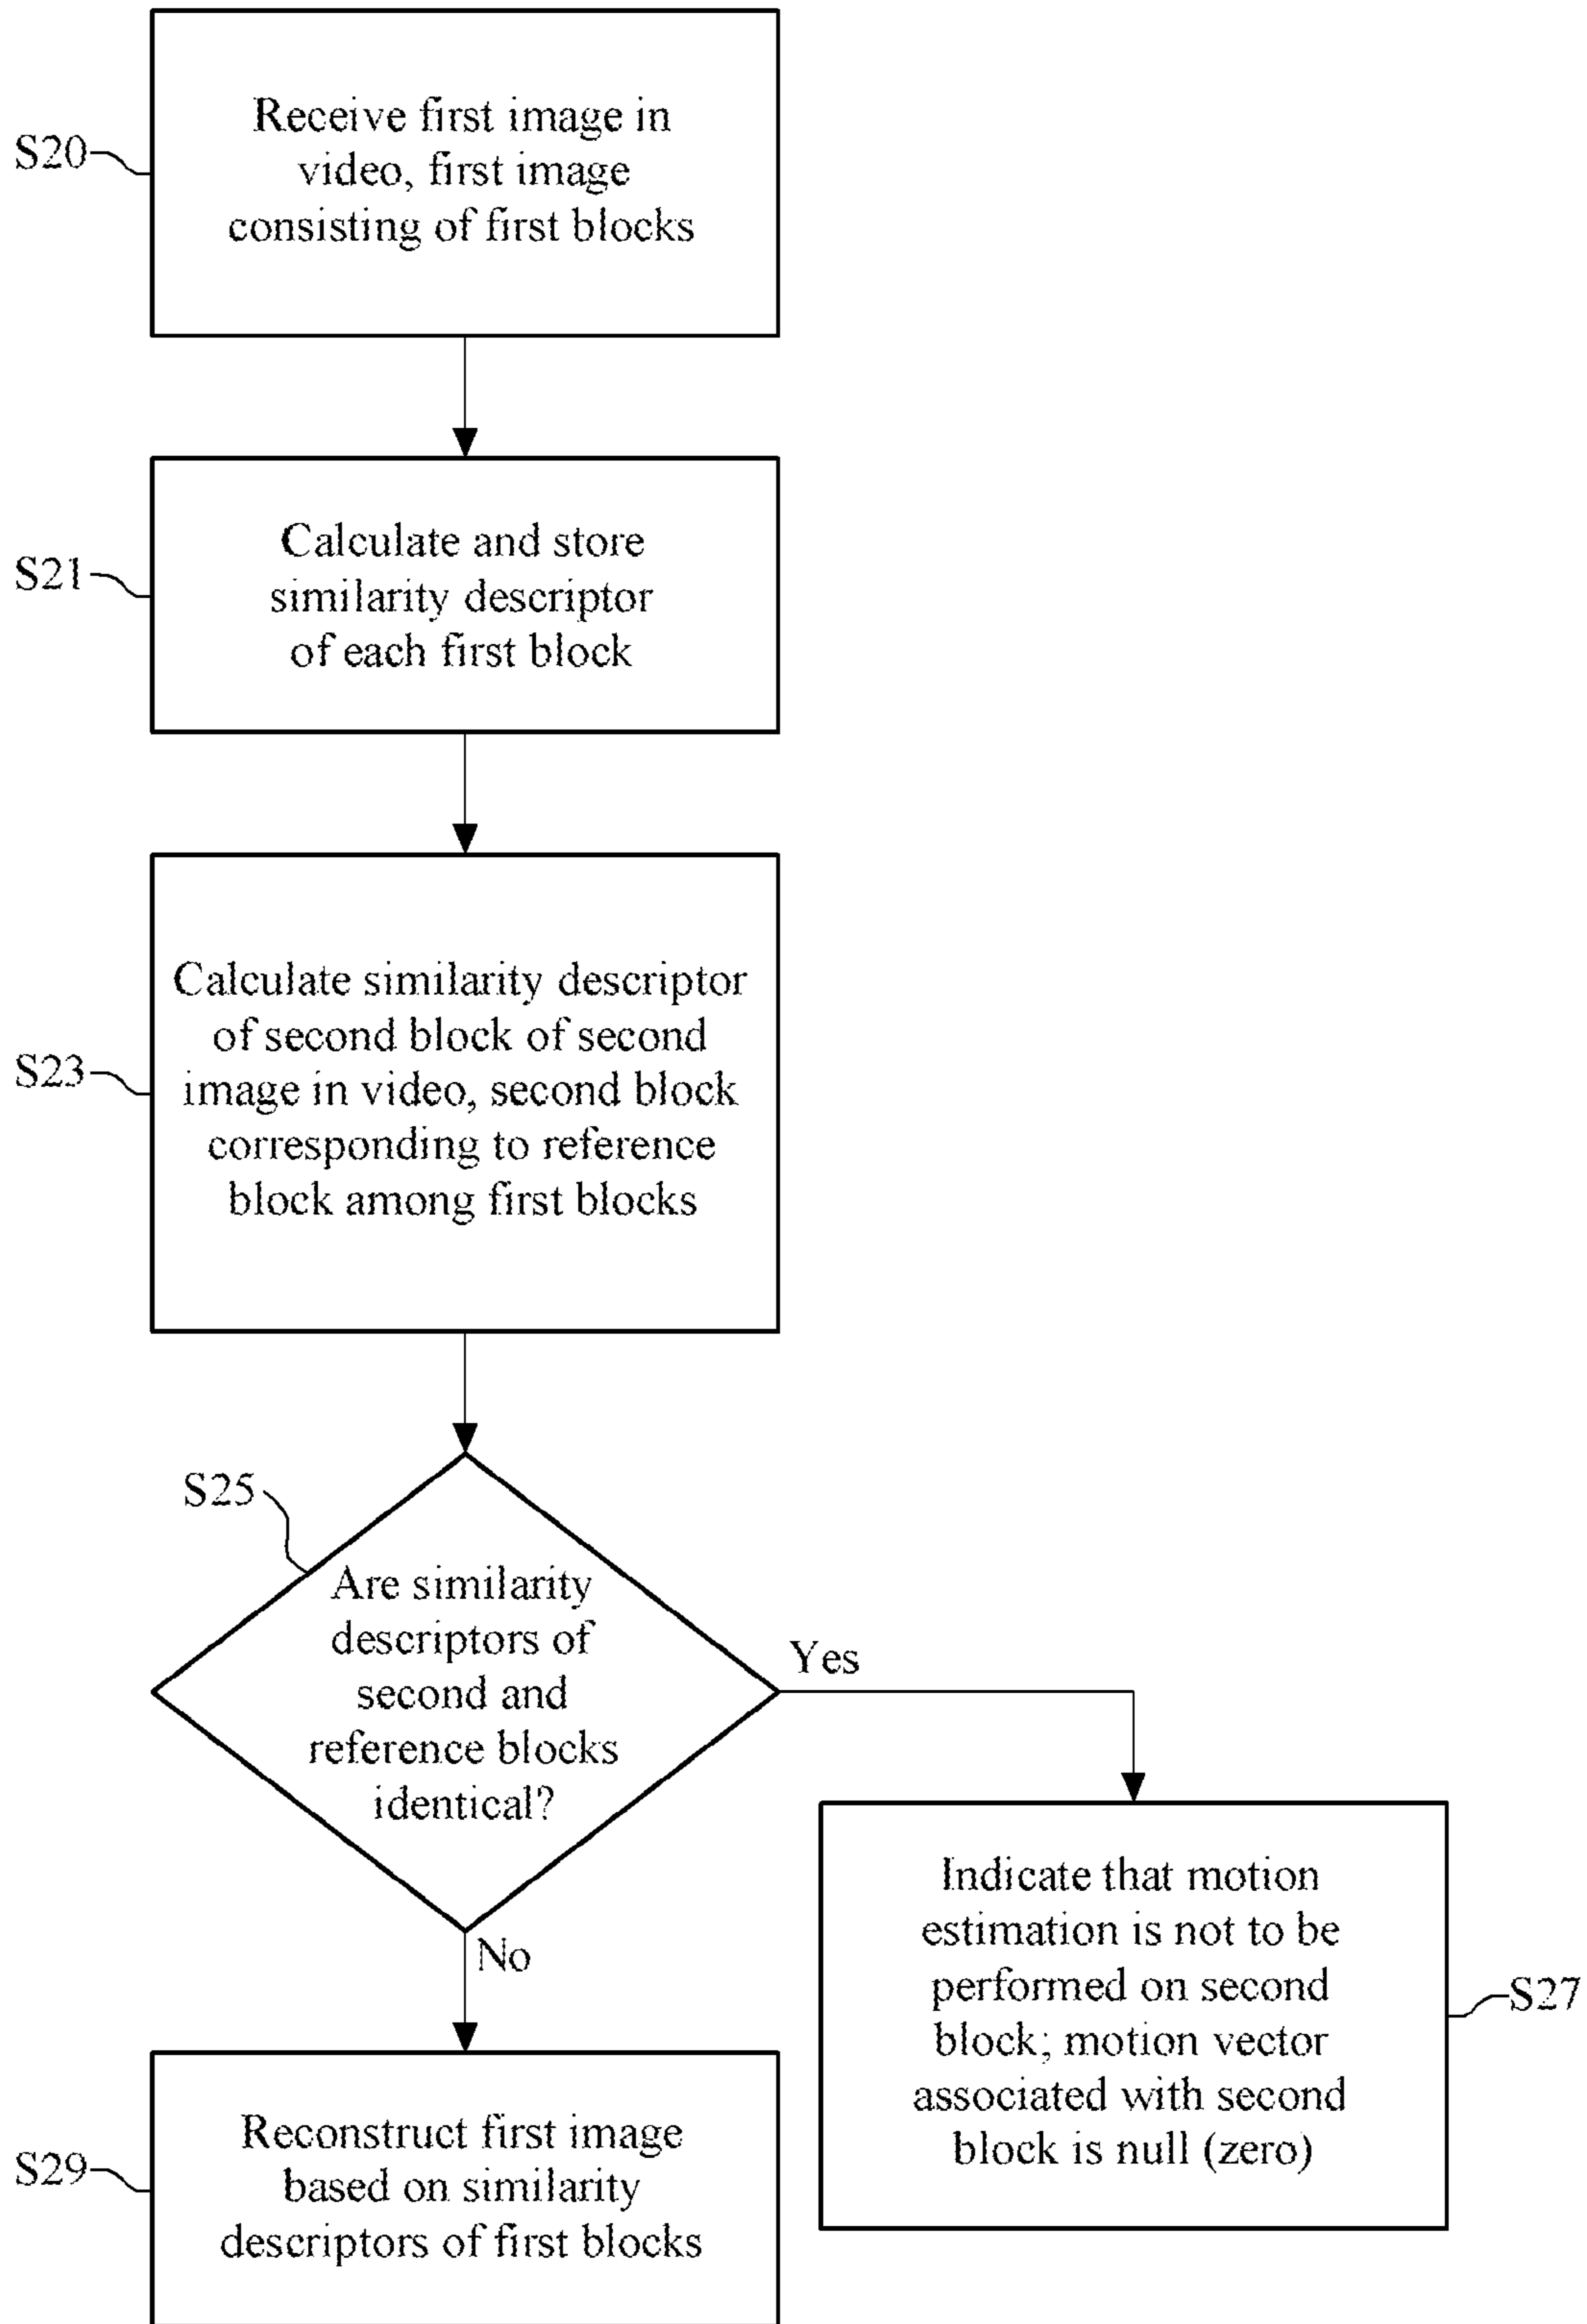 S20
Receive first image in
video, first image
consisting of first blocks
S21
Calculate and store
similarity descriptor
of each first block
S23
Calculate similarity descriptor
of second block of second
image in video, second block
corresponding to reference
block among first blocks
S25
Are similarity
descriptors of
second and
reference blocks
identical?
Yes
No
Indicate that motion
estimation is not to be
performed on second
block; motion vector
associated with second
block is null (zero)
S27
S29
Reconstruct first image
based on similarity
descriptors of first blocks